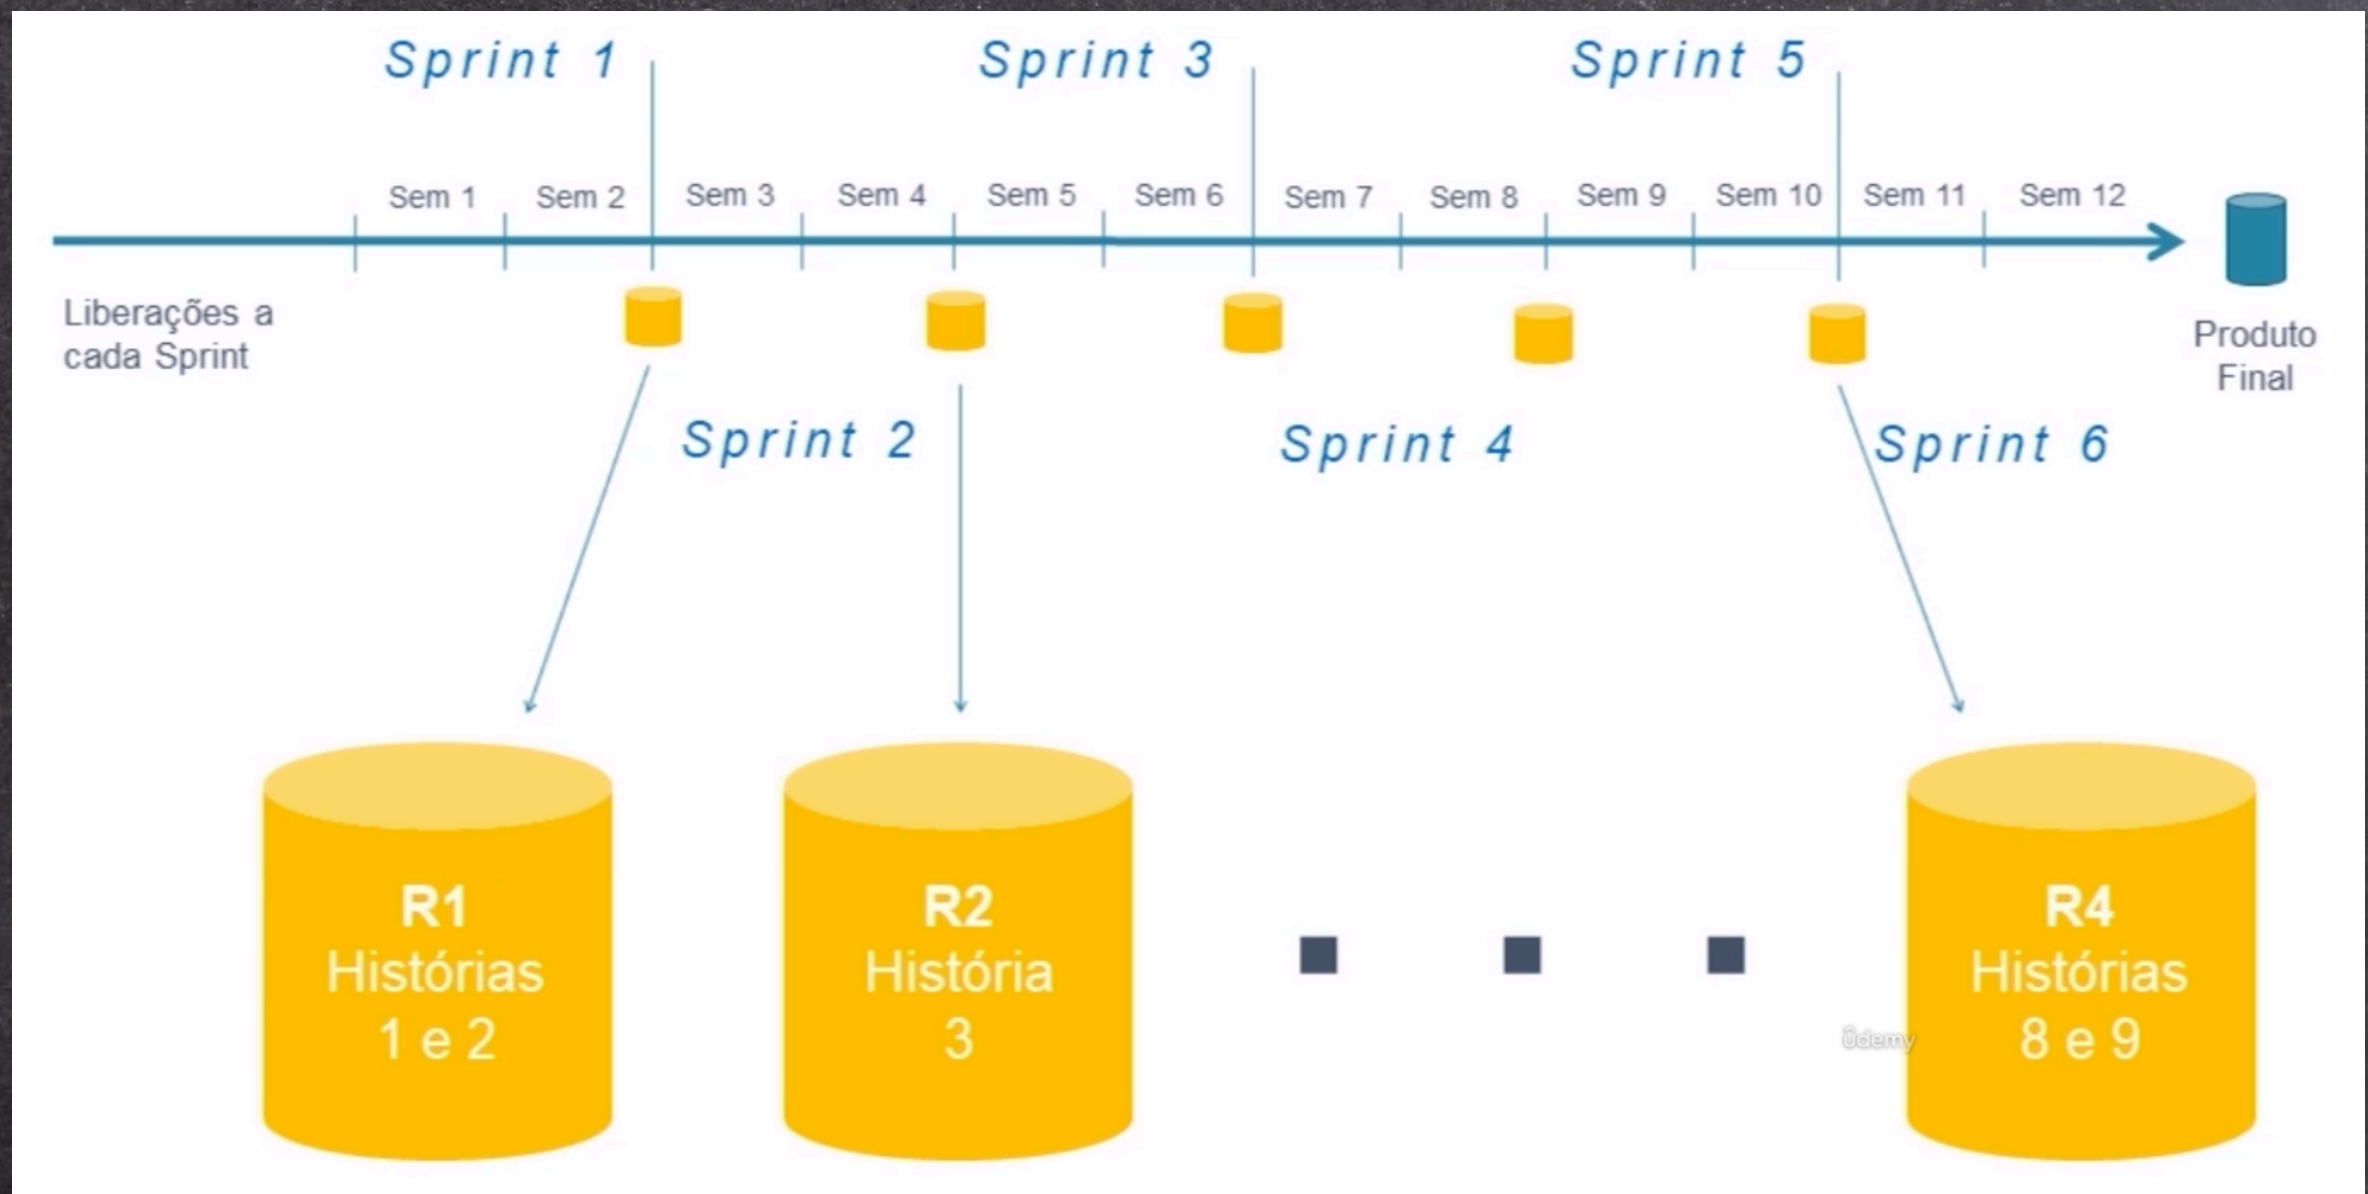 Sprint 1
Sprint 3
Sprint 5
Sem 1
Sem 2
Sem 3
Sem 4
Sem 5
Sem 6
Sem 7
Sem 8
Sem 9
Sem 10
Sem 11
Sem 12
Liberações a
cada Sprint
Produto
Final
Sprint 2
Sprint 4
Sprint 6
R1
Histórias
1 e 2
R2
História
3
R4
Histórias
8 e 9
ûdemy